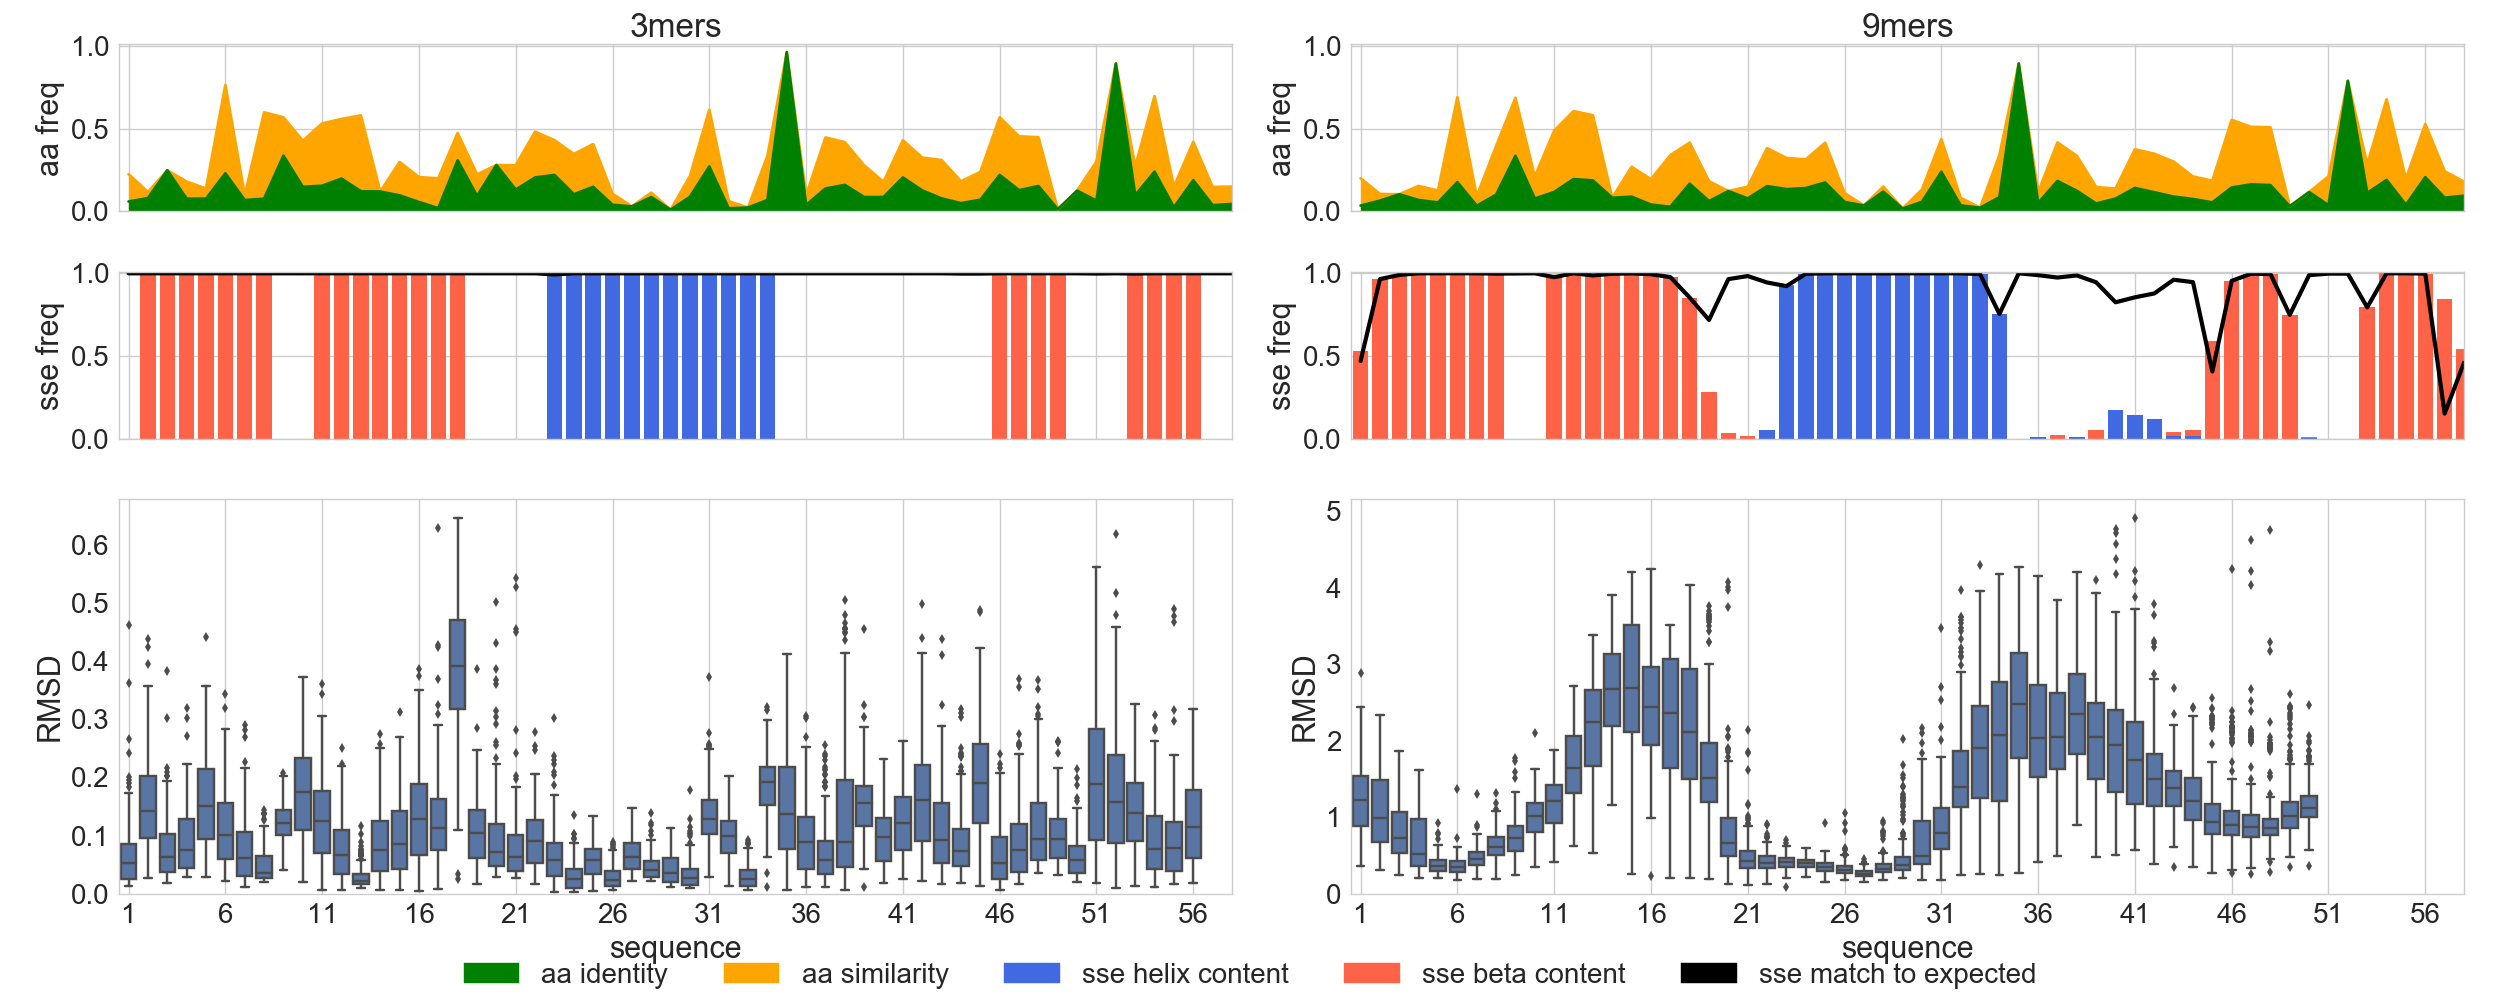 3mers
9mers
1.0
0.5
0.0
aa freq
1.0
0.5
0.0
aa freq
1.0
0.5
0.0
sse freq
1.0
0.5
0.0
sse freq
0.6
0.5
0.4
0.3
0.2
0.1
0.0
RMSD
5
4
3
2
1
0
RMSD
1 6 11 16 21 26 31 36 41 46 51 56
sequence
1 6 11 16 21 26 31 36 41 46 51 56
sequence
aa identity aa similarity sse helix content sse beta content sse match to expected